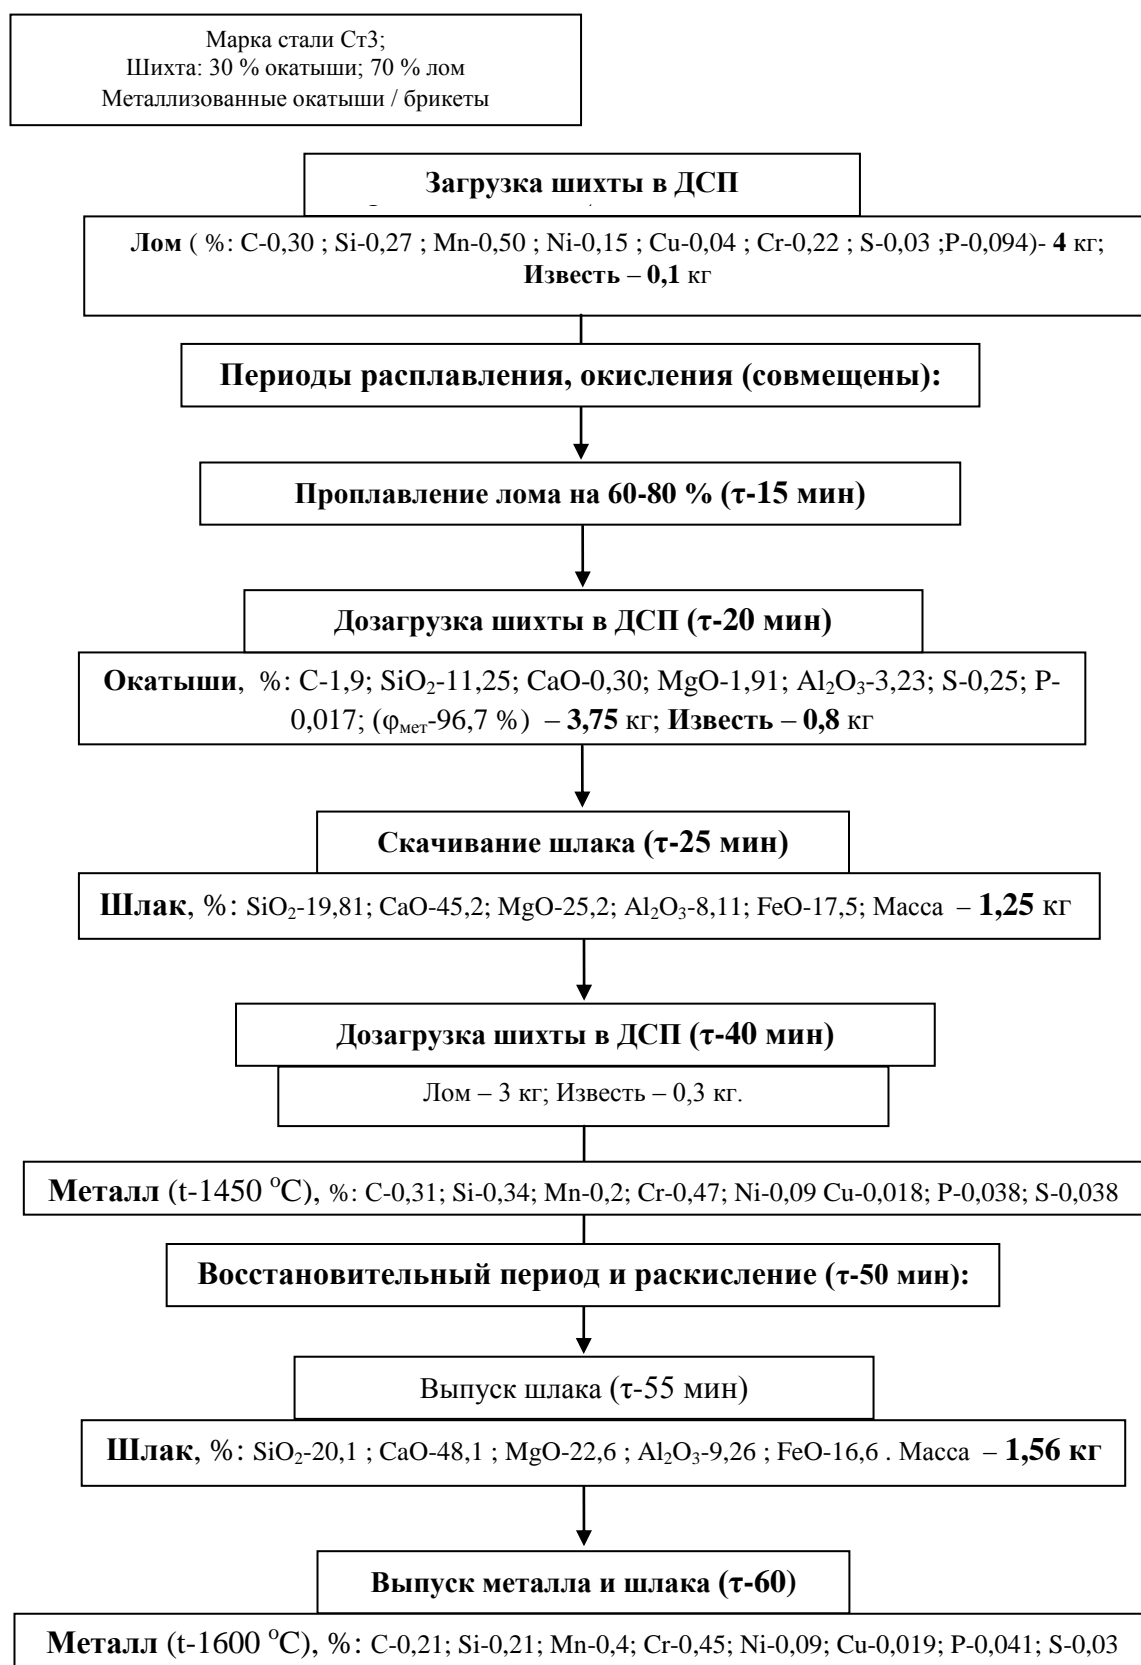 Марка стали Ст3;
Шихта: 30 % окатыши; 70 % лом
Металлизованные окатыши / брикеты
Загрузка шихты в ДСП
Лом ( %: С-0,30 ; Si-0,27 ; Mn-0,50 ; Ni-0,15 ; Cu-0,04 ; Cr-0,22 ; S-0,03 ;P-0,094)- 4 кг;
Известь – 0,1 кг
Периоды расплавления, окисления (совмещены):
Проплавление лома на 60-80 % (τ-15 мин)
Дозагрузка шихты в ДСП (τ-20 мин)
Окатыши, %: С-1,9; SiO₂-11,25; CaO-0,30; MgO-1,91; Al₂O₃-3,23; S-0,25; P-
0,017; (φмет-96,7 %) – 3,75 кг; Известь – 0,8 кг
Скачивание шлака (τ-25 мин)
Шлак, %: SiO₂-19,81; CaO-45,2; MgO-25,2; Al₂O₃-8,11; FeO-17,5; Масса – 1,25 кг
Дозагрузка шихты в ДСП (τ-40 мин)
Лом – 3 кг; Известь – 0,3 кг.
Металл (t-1450 °С), %: С-0,31; Si-0,34; Mn-0,2; Cr-0,47; Ni-0,09 Cu-0,018; P-0,038; S-0,038
Восстановительный период и раскисление (τ-50 мин):
Выпуск шлака (τ-55 мин)
Шлак, %: SiO₂-20,1 ; CaO-48,1 ; MgO-22,6 ; Al₂O₃-9,26 ; FeO-16,6 . Масса – 1,56 кг
Выпуск металла и шлака (τ-60)
Металл (t-1600 °С), %: С-0,21; Si-0,21; Mn-0,4; Cr-0,45; Ni-0,09; Cu-0,019; P-0,041; S-0,03